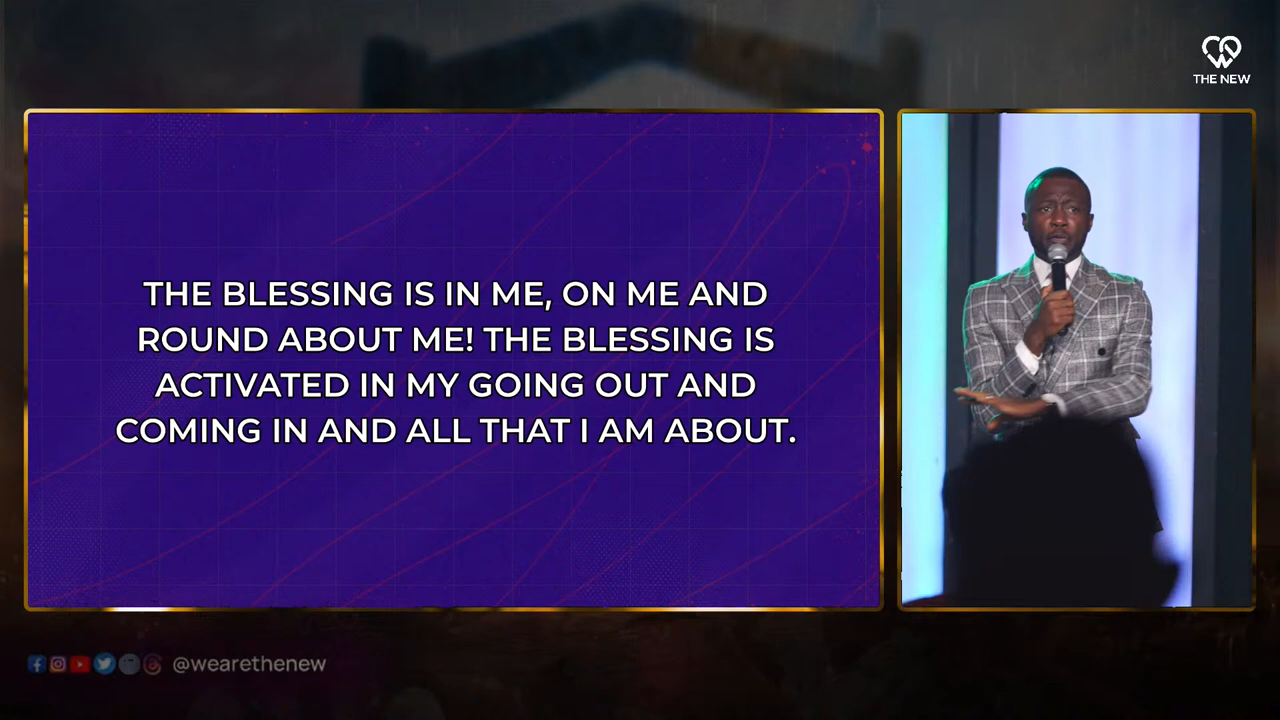 THE NEW
THE BLESSING IS IN ME, ON ME AND
ROUND ABOUT ME! THE BLESSING IS
ACTIVATED IN MY GOING OUT AND
COMING IN AND ALL THAT I AM ABOUT.
@wearethenew